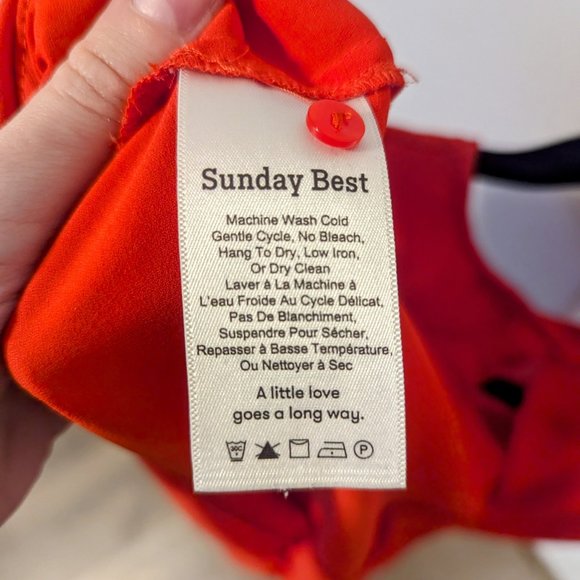 Sunday Best
Machine Wash Cold
Gentle Cycle, No Bleach,
Hang To Dry, Low Iron,
Or Dry Clean
Laver à La Machine à
L'eau Froide Au Cycle Délicat,
Pas De Blanchiment,
Suspendre Pour Sécher,
Repasser à Basse Température,
Ou Nettoyer à Sec
A little love
goes a long way.
P